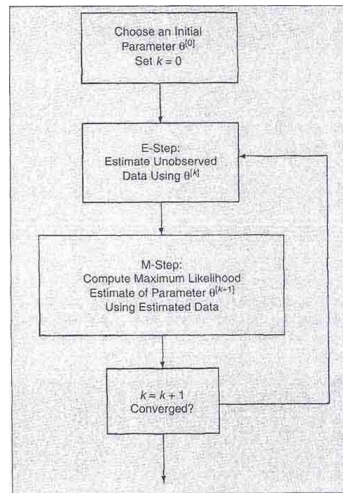 Choose an Initial
Parameter θ[0]
Set k = 0
E-Step:
Estimate Unobserved
Data Using θ[k]
M-Step:
Compute Maximum Likelihood
Estimate of Parameter θ[k+1]
Using Estimated Data
k = k + 1
Converged?